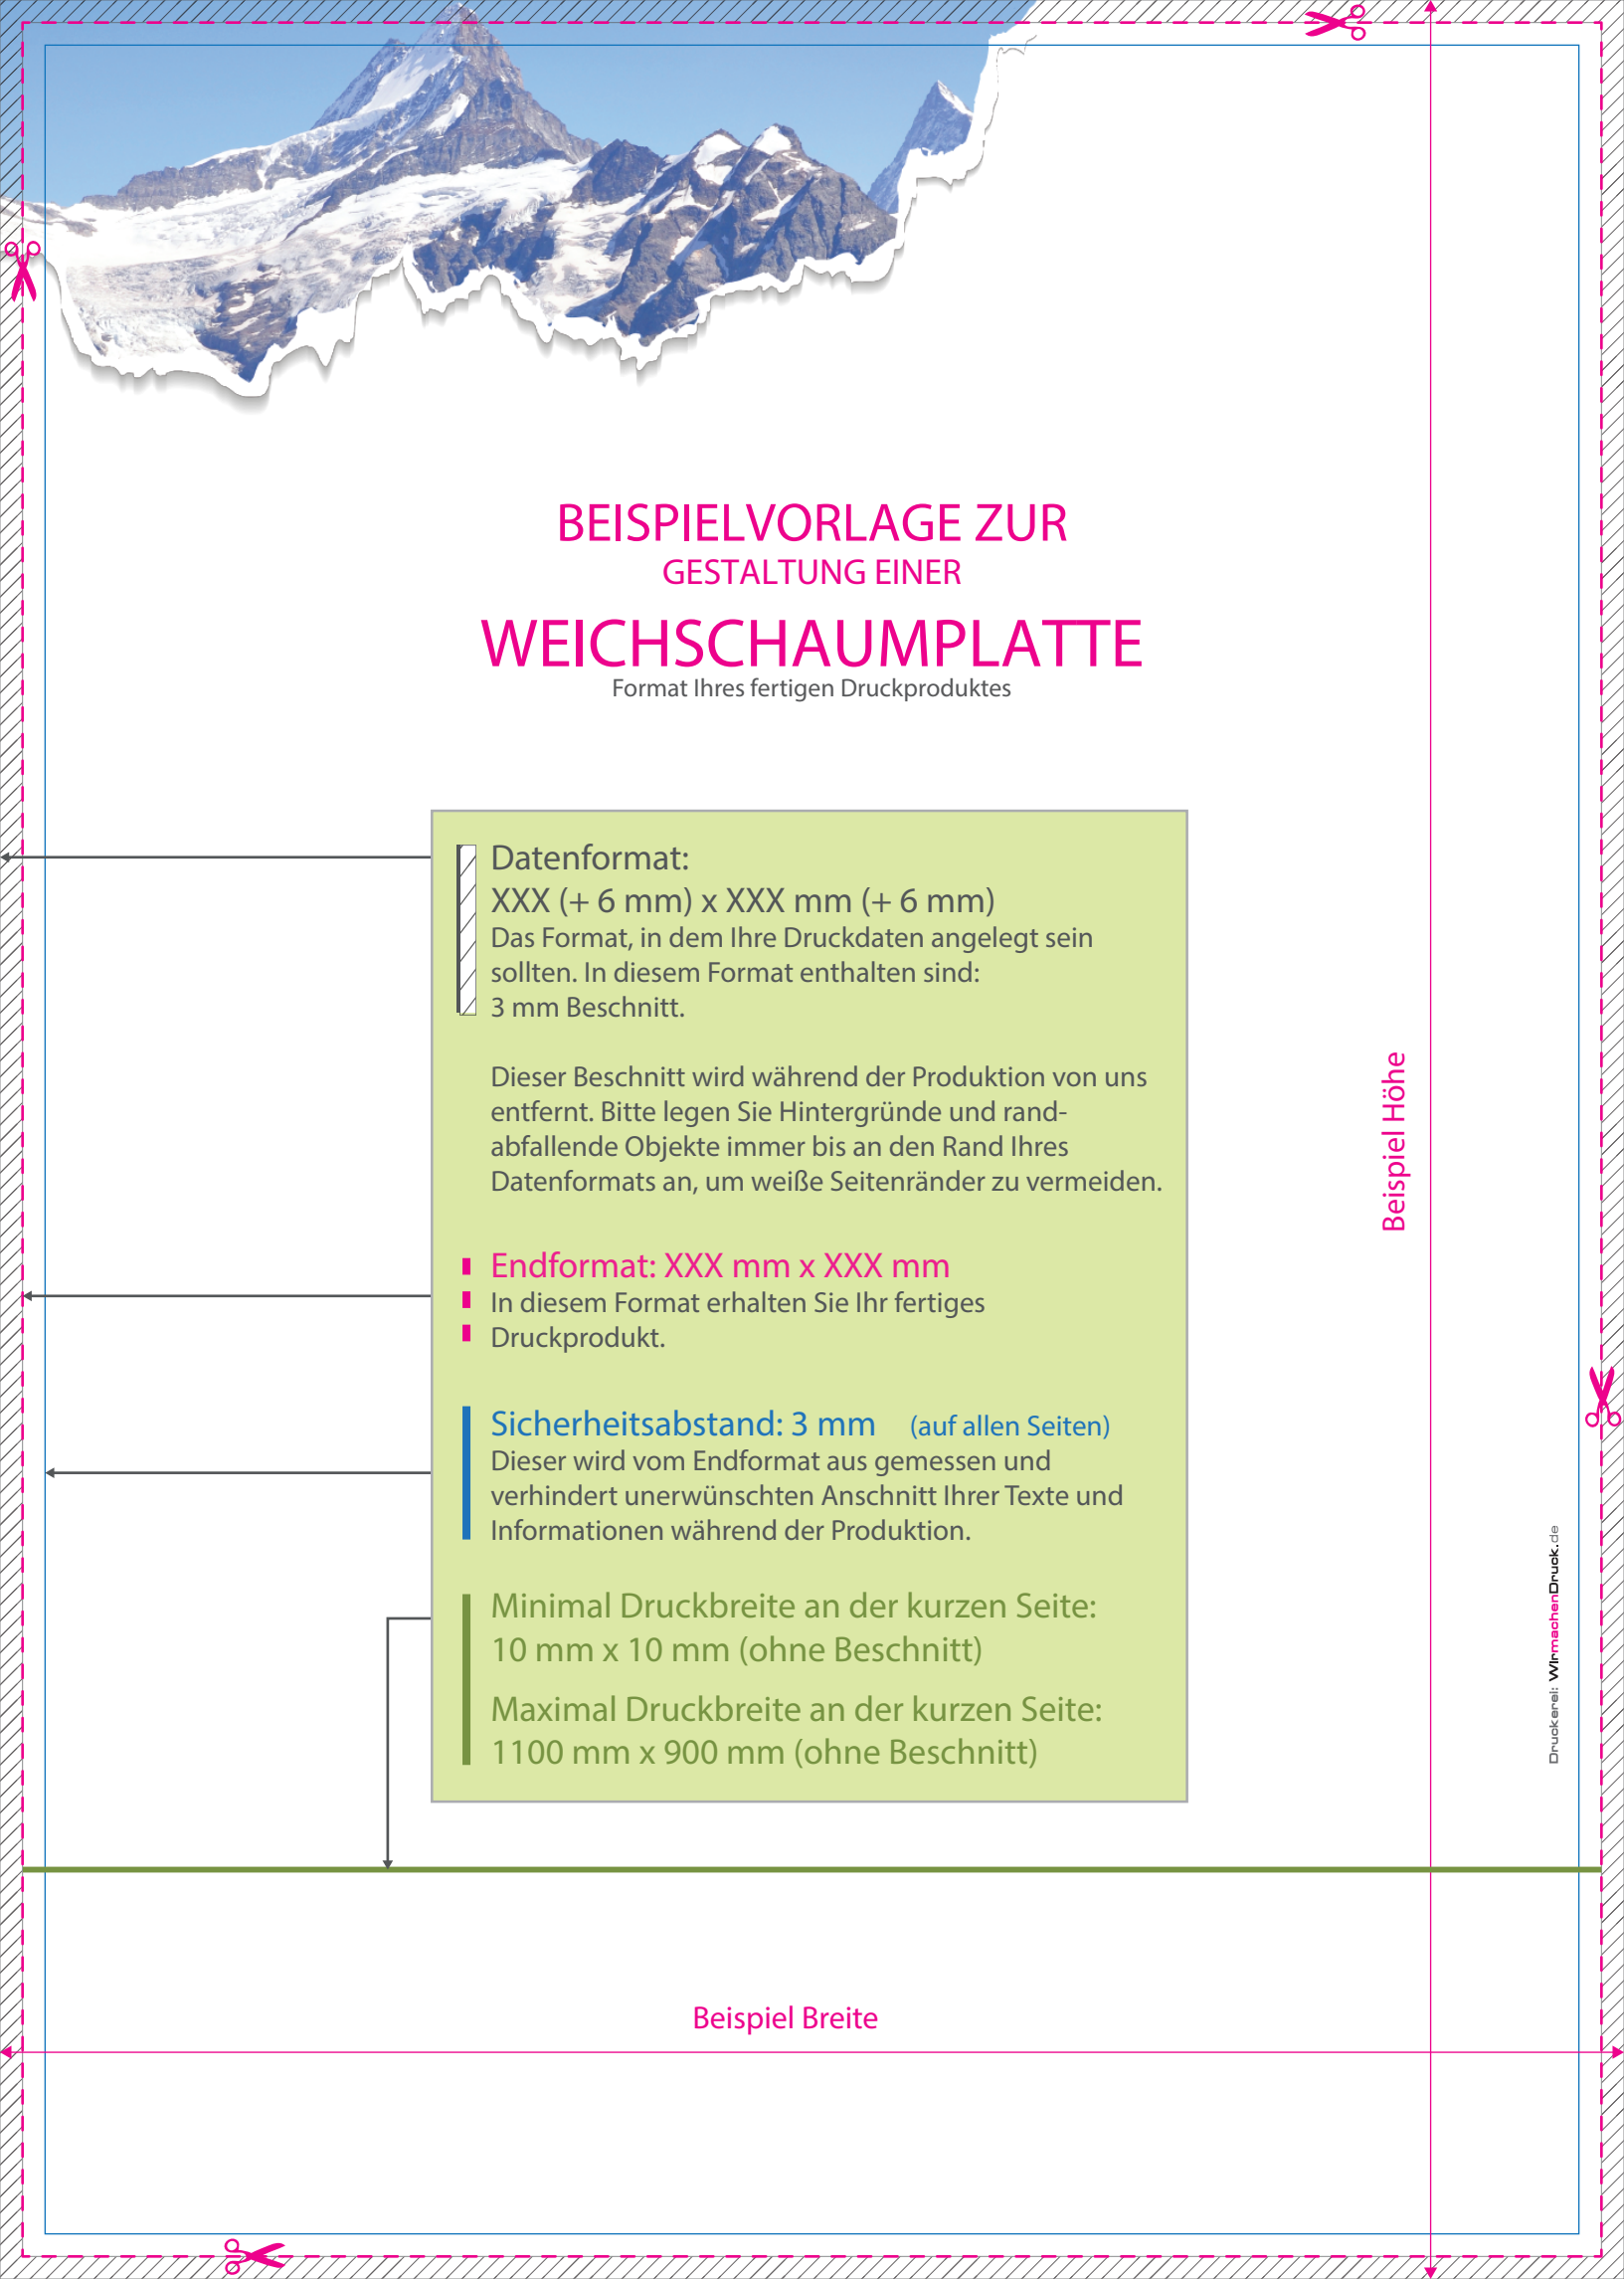 BEISPIELVORLAGE ZUR
GESTALTUNG EINER
WEICHSCHAUMPLATTE
Format Ihres fertigen Druckproduktes
Datenformat:
XXX (+ 6 mm) x XXX mm (+ 6 mm)
Das Format, in dem Ihre Druckdaten angelegt sein
sollten. In diesem Format enthalten sind:
3 mm Beschnitt.
Dieser Beschnitt wird während der Produktion von uns
entfernt. Bitte legen Sie Hintergründe und rand-
abfallende Objekte immer bis an den Rand Ihres
Datenformats an, um weiße Seitenränder zu vermeiden.
Endformat: XXX mm x XXX mm
In diesem Format erhalten Sie Ihr fertiges
Druckprodukt.
Sicherheitsabstand: 3 mm (auf allen Seiten)
Dieser wird vom Endformat aus gemessen und
verhindert unerwünschten Anschnitt Ihrer Texte und
Informationen während der Produktion.
Minimal Druckbreite an der kurzen Seite:
10 mm x 10 mm (ohne Beschnitt)
Maximal Druckbreite an der kurzen Seite:
1100 mm x 900 mm (ohne Beschnitt)
Beispiel Höhe
Druckerei: WIrmachenDruck.de
Beispiel Breite